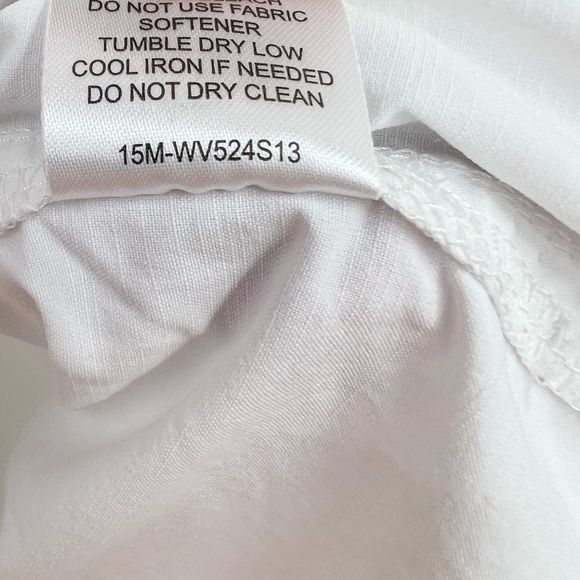 DO NOT USE FABRIC
SOFTENER
TUMBLE DRY LOW
COOL IRON IF NEEDED
DO NOT DRY CLEAN
15M-WV524S13